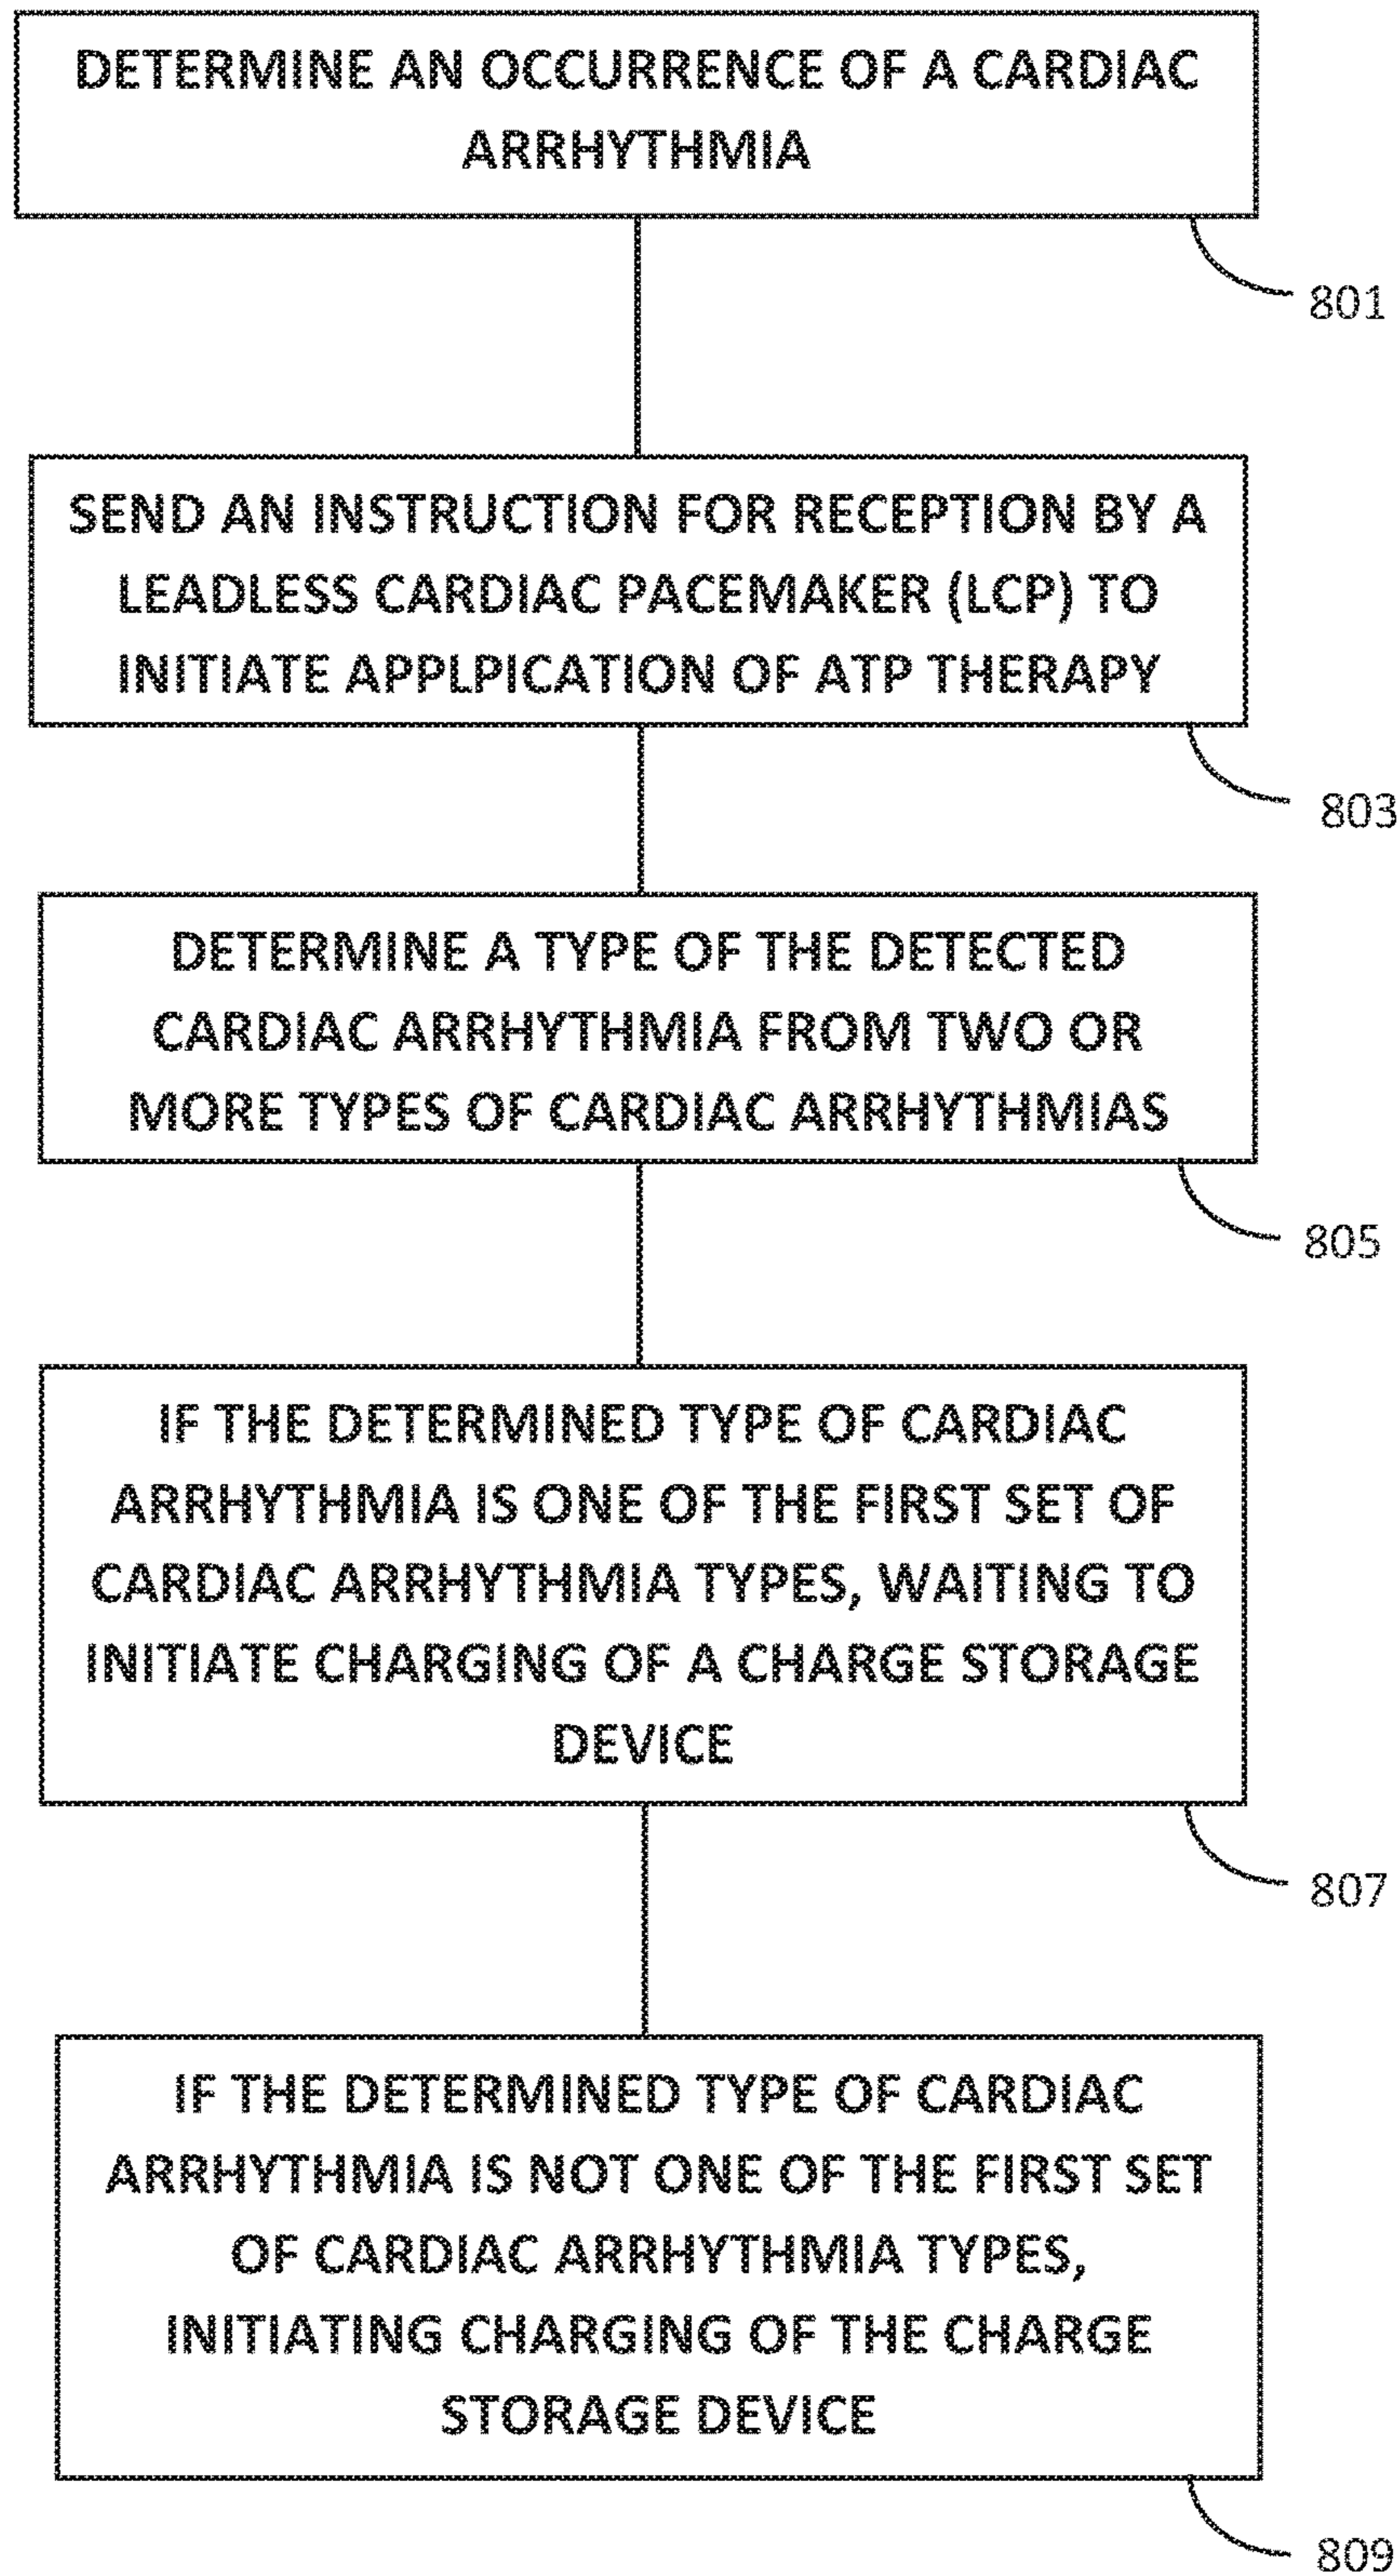 DETERMINE AN OCCURRENCE OF A CARDIAC
ARRHYTHMIA
801
SEND AN INSTRUCTION FOR RECEPTION BY A
LEADLESS CARDIAC PACEMAKER (LCP) TO
INITIATE APPLPICATION OF ATP THERAPY
803
DETERMINE A TYPE OF THE DETECTED
CARDIAC ARRHYTHMIA FROM TWO OR
MORE TYPES OF CARDIAC ARRHYTHMIAS
805
IF THE DETERMINED TYPE OF CARDIAC
ARRHYTHMIA IS ONE OF THE FIRST SET OF
CARDIAC ARRHYTHMIA TYPES, WAITING TO
INITIATE CHARGING OF A CHARGE STORAGE
DEVICE
807
IF THE DETERMINED TYPE OF CARDIAC
ARRHYTHMIA IS NOT ONE OF THE FIRST SET
OF CARDIAC ARRHYTHMIA TYPES,
INITIATING CHARGING OF THE CHARGE
STORAGE DEVICE
809